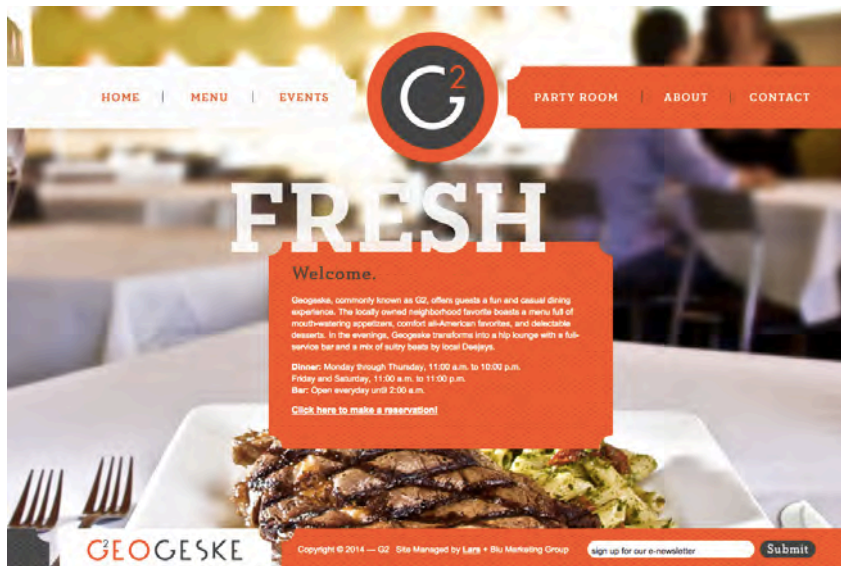 HOME | MENU | EVENTS
G2
PARTY ROOM | ABOUT | CONTACT
FRESH
Welcome.
Geogeske, commonly known as G2, offers guests a fun and casual dining
experience. The locally owned neighborhood favorite boasts a menu full of
mouth-watering appetizers, comfort all-American favorites, and delectable
desserts. In the evenings, Geogeske transforms into a hip lounge with a full-
service bar and a mix of sultry beats by local Deejays.
Dinner: Monday through Thursday, 11:00 a.m. to 10:00 p.m.
Friday and Saturday, 11:00 a.m. to 11:00 p.m.
Bar: Open everyday until 2:00 a.m.
Click here to make a reservation!
G2EOGESKE
Copyright © 2014 — G2 Site Managed by Lars + Blu Marketing Group
sign up for our e-newsletter
Submit